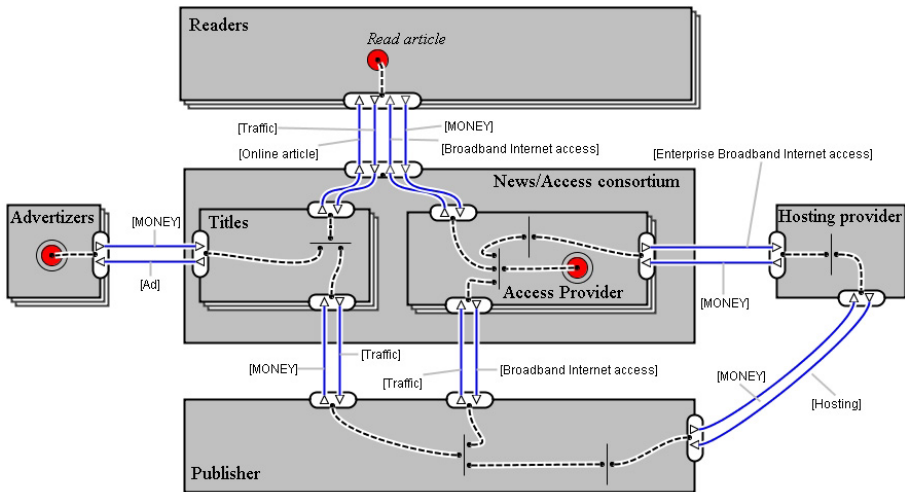 Readers
Read article
[Traffic]
[MONEY]
[Online article]
[Broadband Internet access]
[Enterprise Broadband Internet access]
News/Access consortium
Advertizers
[MONEY]
Titles
Hosting provider
[Ad]
Access Provider
[MONEY]
[Traffic]
[MONEY]
[Broadband Internet access]
[Traffic]
[MONEY]
[Hosting]
Publisher